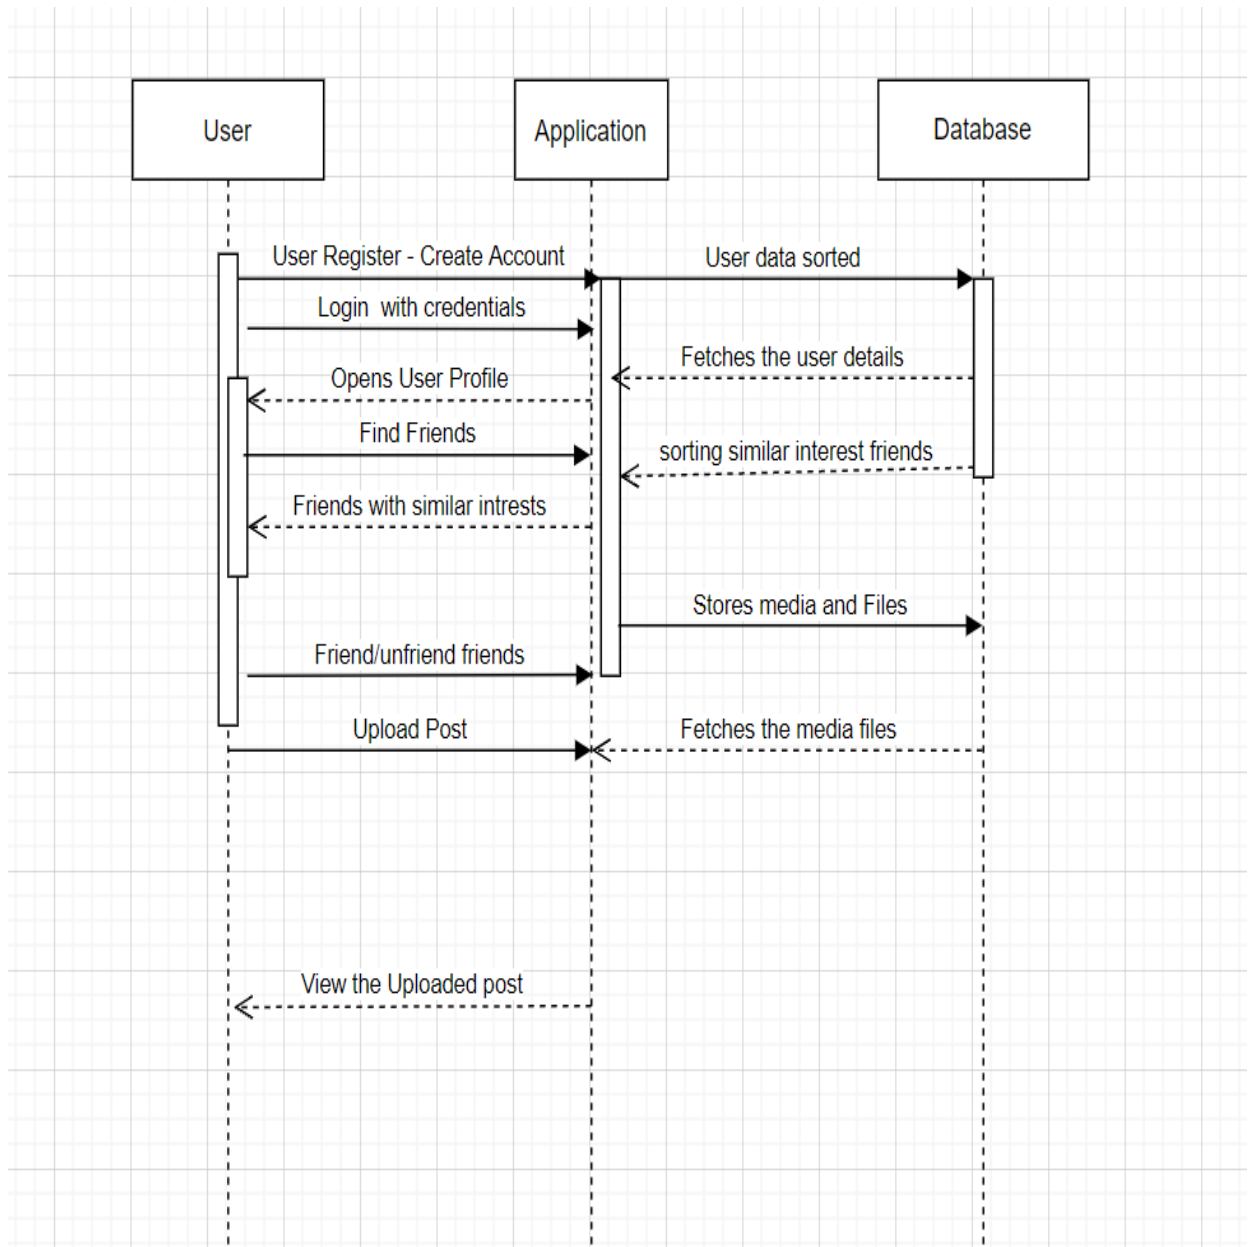 User
Application
Database
User Register - Create Account
User data sorted
Login with credentials
Fetches the user details
Opens User Profile
Find Friends
sorting similar interest friends
Friends with similar intrests
Stores media and Files
Friend/unfriend friends
Upload Post
Fetches the media files
View the Uploaded post